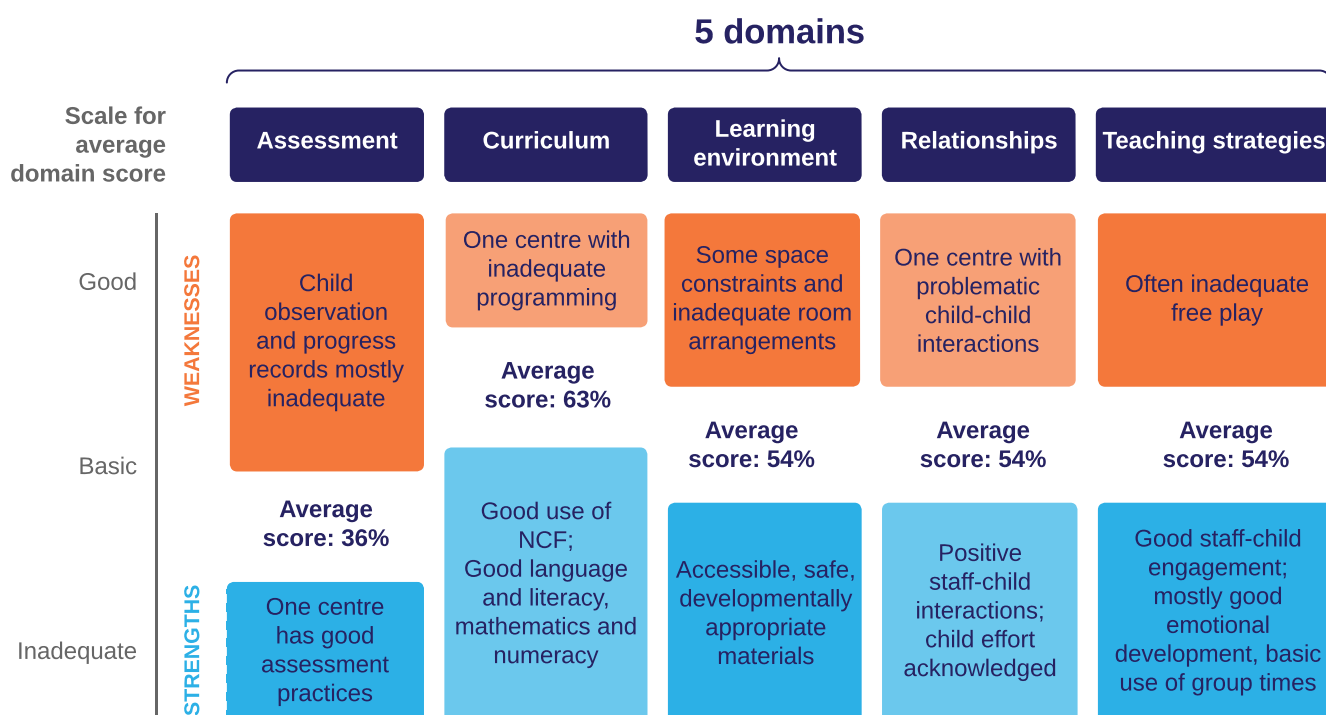 5 domains
Scale for
average
domain score
Assessment
Curriculum
Learning
environment
Relationships
Teaching strategies
Good
Basic
Inadequate
WEAKNESSES
STRENGTHS
Child
observation
and progress
records mostly
inadequate
Average
score: 36%
One centre
has good
assessment
practices
One centre with
inadequate
programming
Average
score: 63%
Good use of
NCF;
Good language
and literacy,
mathematics and
numeracy
Some space
constraints and
inadequate room
arrangements
Average
score: 54%
Accessible, safe,
developmentally
appropriate
materials
One centre with
problematic
child-child
interactions
Average
score: 54%
Positive
staff-child
interactions;
child effort
acknowledged
Often inadequate
free play
Average
score: 54%
Good staff-child
engagement;
mostly good
emotional
development, basic
use of group times